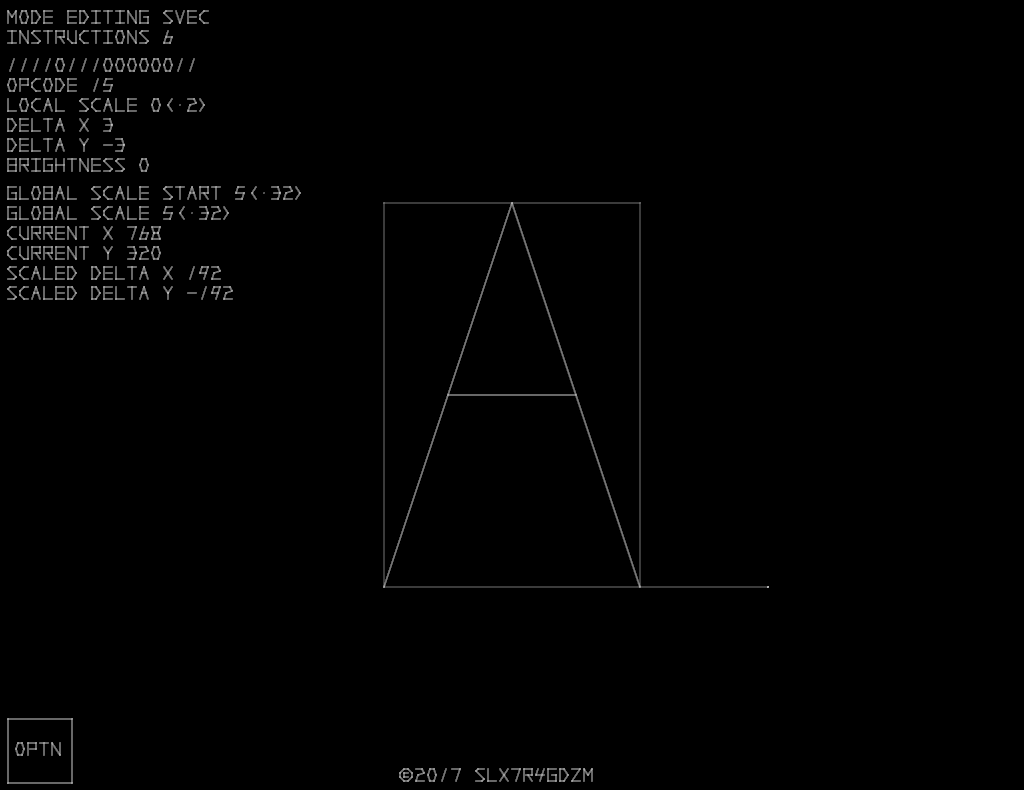 MODE EDITING SVEC
INSTRUCTIONS 6
1111011100000011
OPCODE 15
LOCAL SCALE 0(·2)
DELTA X 3
DELTA Y -3
BRIGHTNESS 0
GLOBAL SCALE START 5(·32)
GLOBAL SCALE 5(·32)
CURRENT X 768
CURRENT Y 320
SCALED DELTA X 192
SCALED DELTA Y -192
A
OPTN
©2017 SLX7R4GDZM